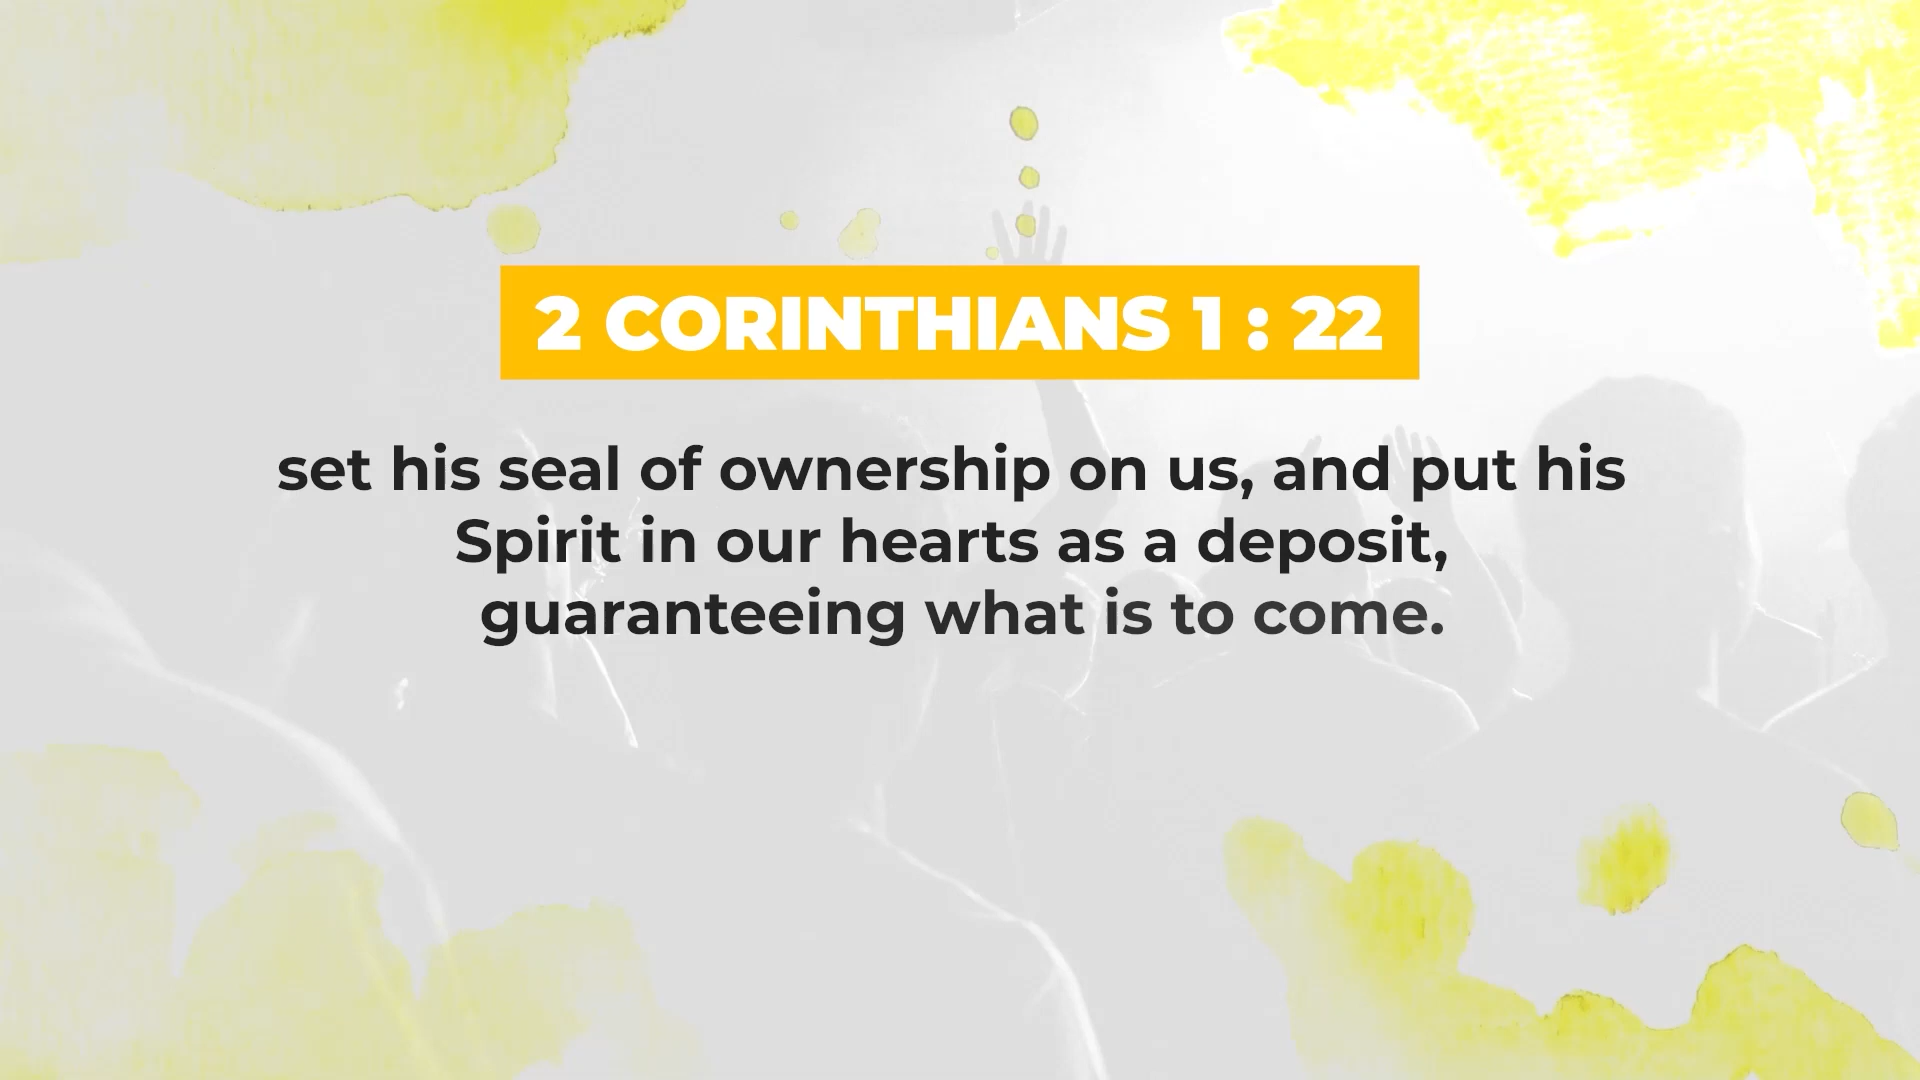 2 CORINTHIANS 1 : 22
set his seal of ownership on us, and put his
Spirit in our hearts as a deposit,
guaranteeing what is to come.